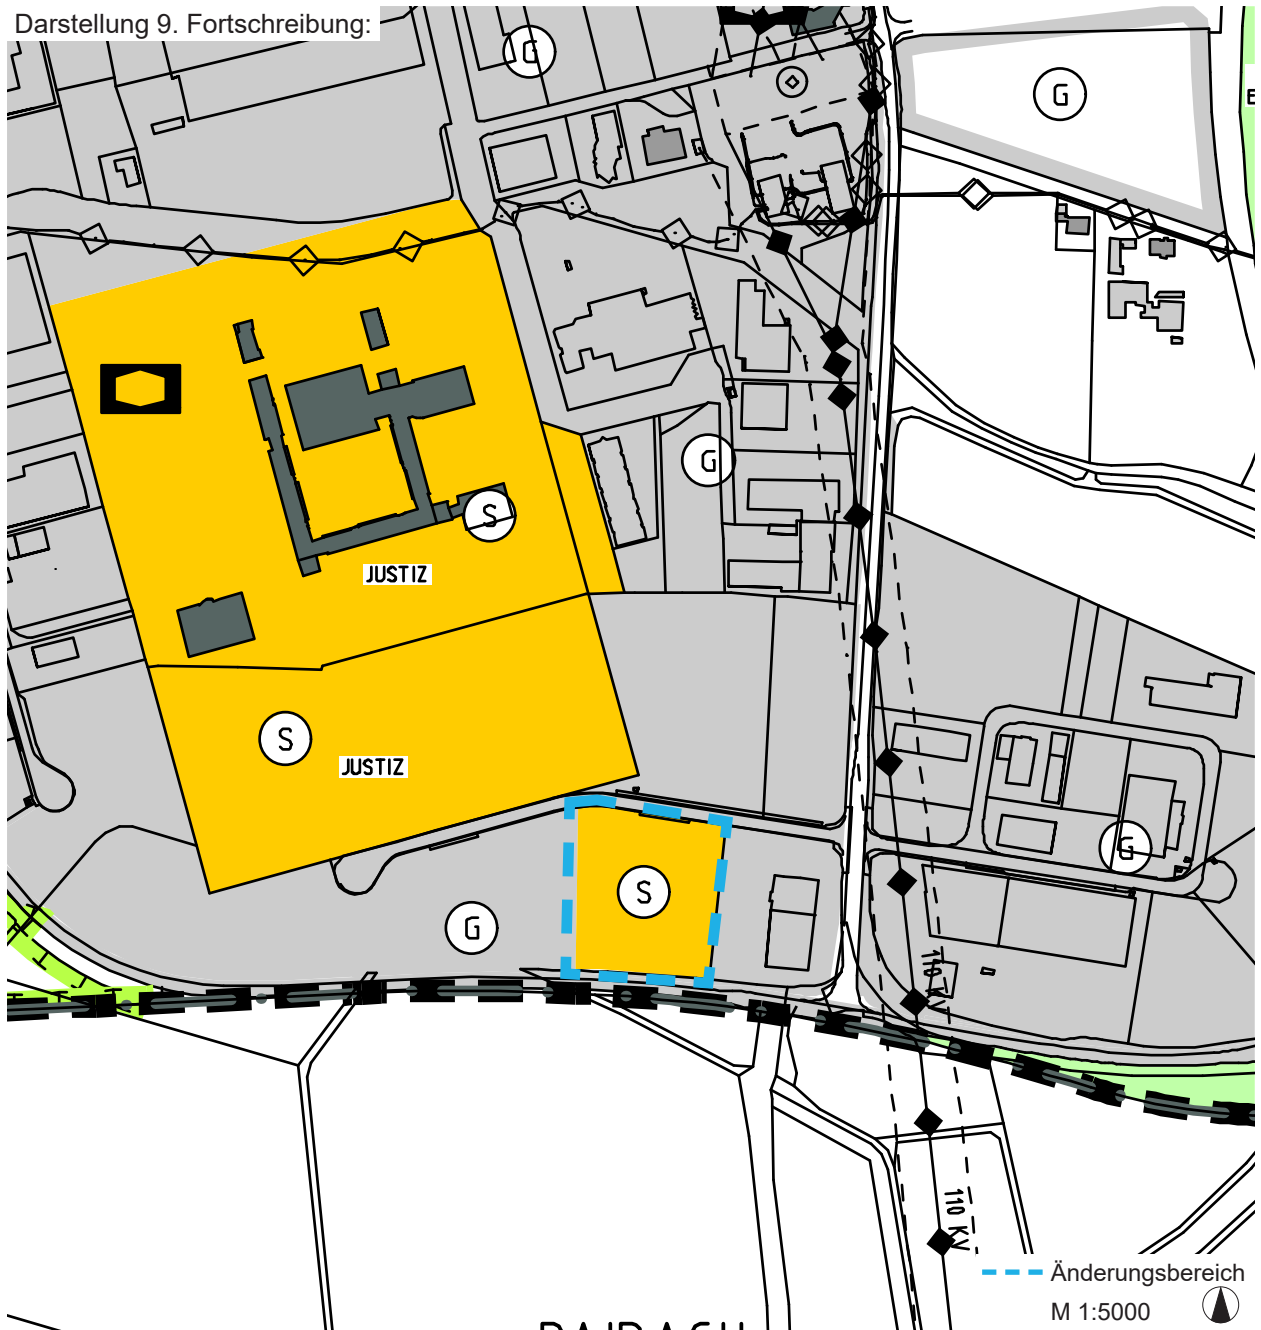 Darstellung 9. Fortschreibung:
G
G
G
S
JUSTIZ
S
JUSTIZ
G
S
G
110 KV
110 KV
Änderungsbereich
M 1:5000